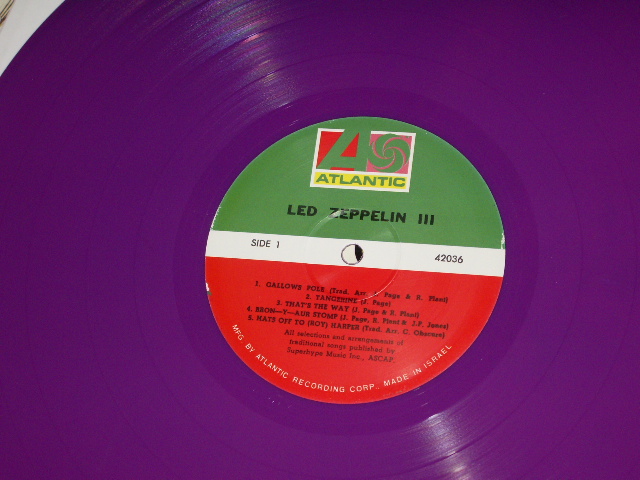 ATLANTIC
LED ZEPPELIN III
SIDE 1
42036
1. GALLOWS POLE (Trad. Arr. J. Page & R. Plant)
2. TANGERINE (J. Page)
3. THAT'S THE WAY (J. Page & R. Plant)
4. BRON—Y—AUR STOMP (J. Page, R. Plant & J.P. Jones)
5. HATS OFF TO (ROY) HARPER (Trad. Arr. C. Obscure)
All selections and arrangements of
traditional songs published by
Superhype Music Inc., ASCAP.
MFG. BY ATLANTIC RECORDING CORP., MADE IN ISRAEL